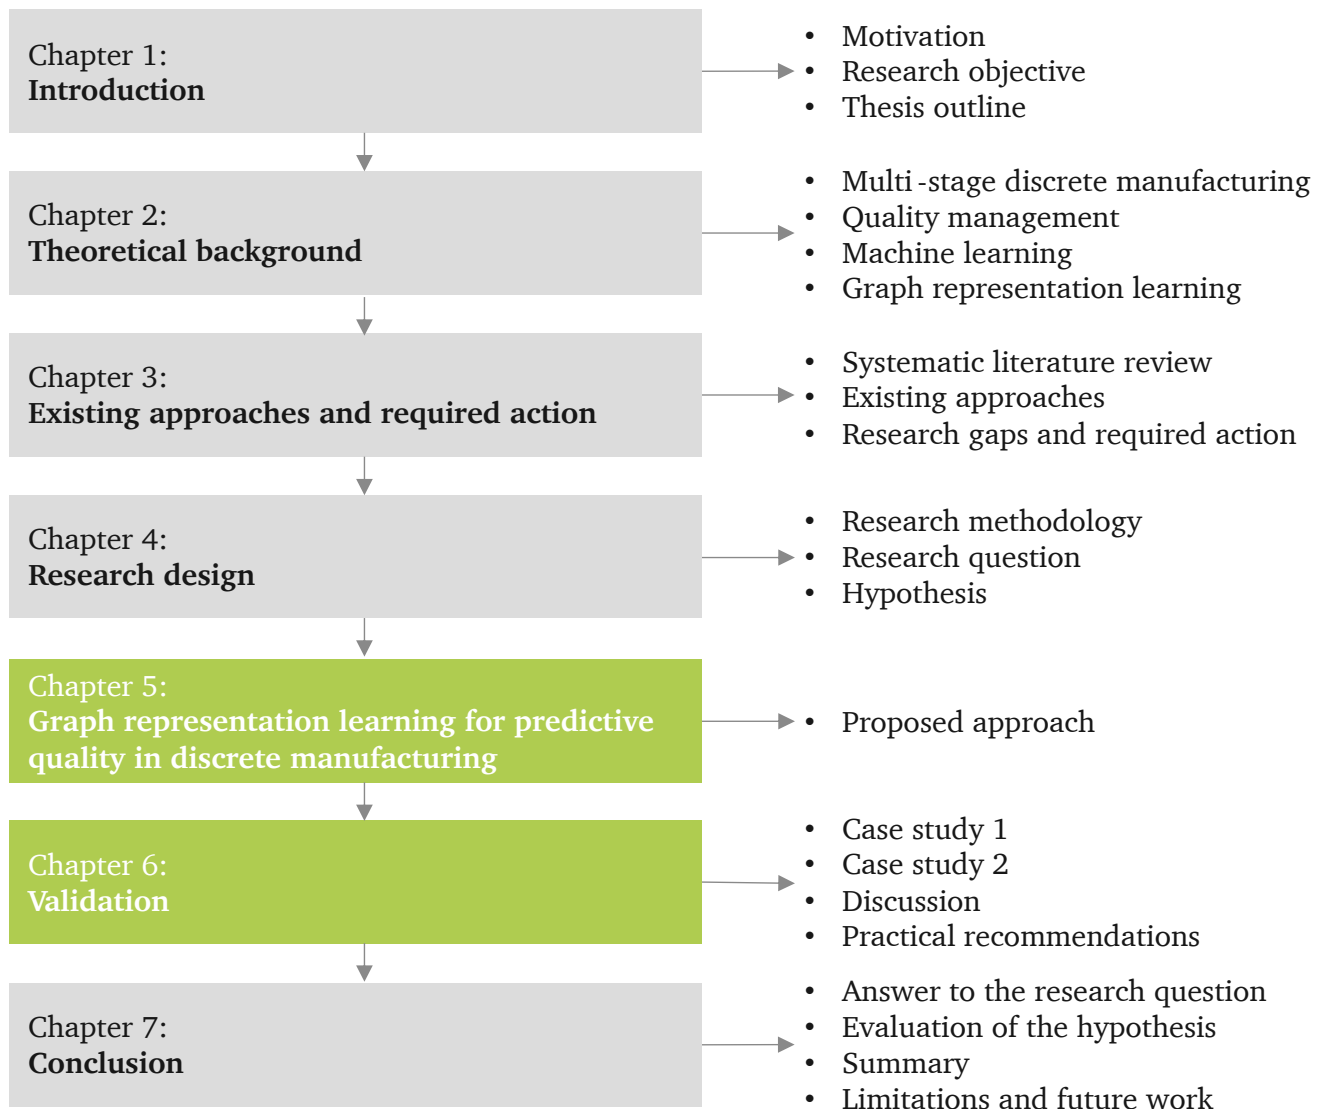 Chapter 1:
Introduction
• Motivation
• Research objective
• Thesis outline
Chapter 2:
Theoretical background
• Multi-stage discrete manufacturing
• Quality management
• Machine learning
• Graph representation learning
Chapter 3:
Existing approaches and required action
• Systematic literature review
• Existing approaches
• Research gaps and required action
Chapter 4:
Research design
• Research methodology
• Research question
• Hypothesis
Chapter 5:
Graph representation learning for predictive
quality in discrete manufacturing
• Proposed approach
Chapter 6:
Validation
• Case study 1
• Case study 2
• Discussion
• Practical recommendations
Chapter 7:
Conclusion
• Answer to the research question
• Evaluation of the hypothesis
• Summary
• Limitations and future work